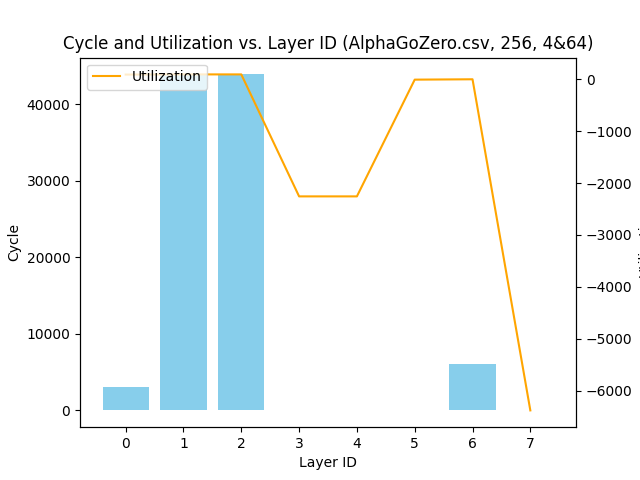 Cycle and Utilization vs. Layer ID (AlphaGoZero.csv, 256, 4&64)
Utilization
40000
30000
20000
10000
0
Cycle
0
−1000
−2000
−3000
−4000
−5000
−6000
0 1 2 3 4 5 6 7
Layer ID